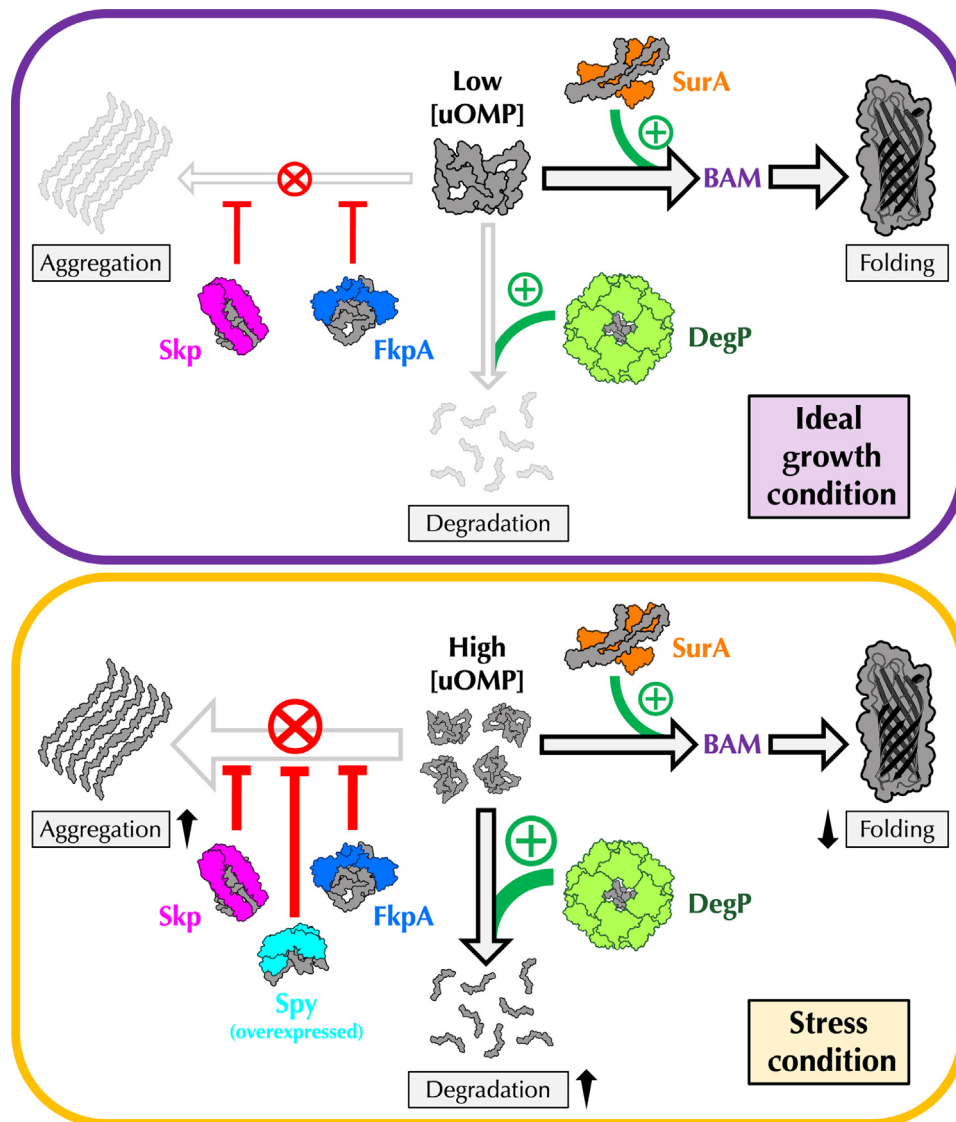 Low
[uOMP]
SurA
BAM
Aggregation
Folding
Skp
FkpA
DegP
Degradation
Ideal
growth
condition
High
[uOMP]
SurA
BAM
Aggregation
Folding
Skp
FkpA
DegP
Spy
(overexpressed)
Degradation
Stress
condition